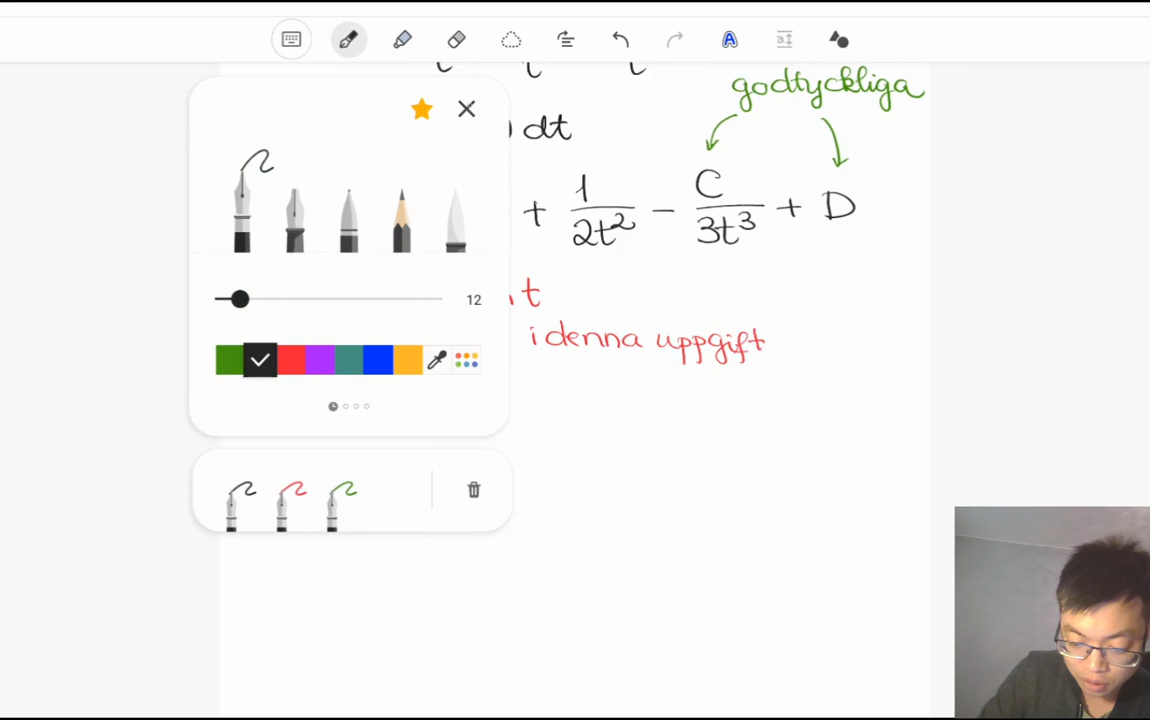 godtyckliga
) dt
+ 1/2t² - C/3t³ + D
t
i denna uppgift
12
A
a